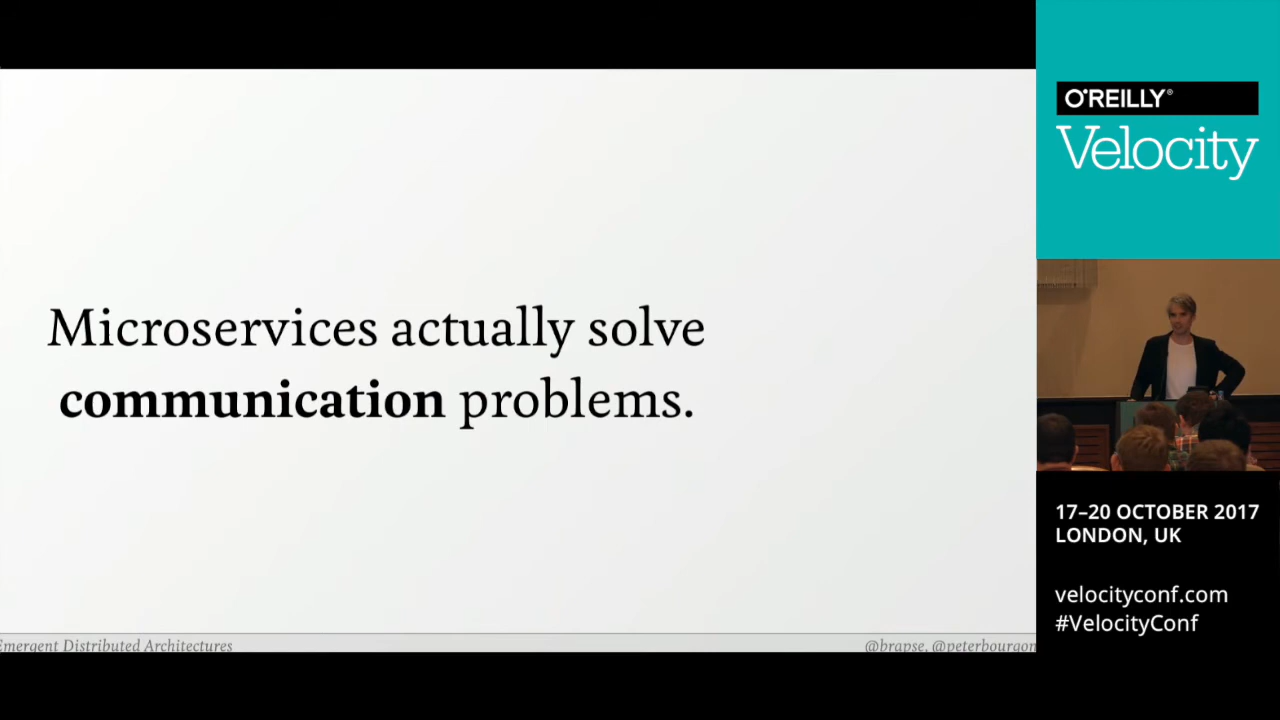 Microservices actually solve
communication problems.
Emergent Distributed Architectures
@brapse, @peterbourgon
O'REILLY®
Velocity
17–20 OCTOBER 2017
LONDON, UK
velocityconf.com
#VelocityConf